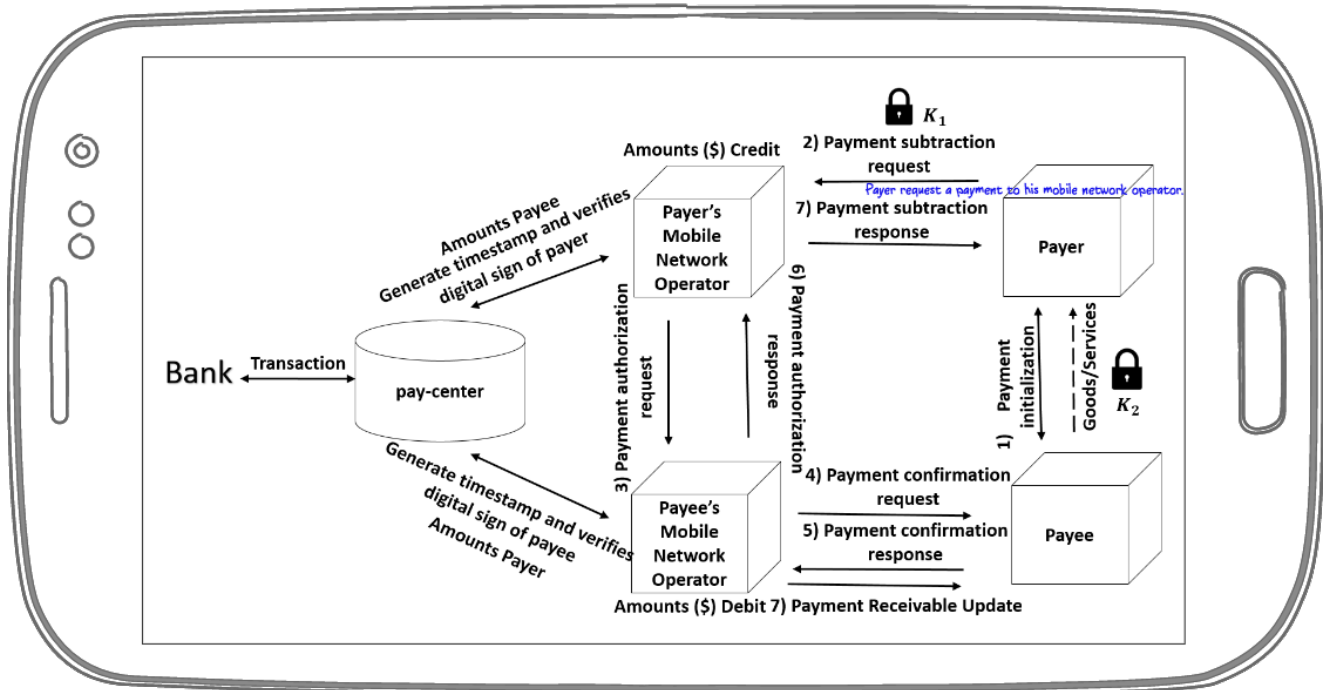 K₁
2) Payment subtraction
request
Payer request a payment to his mobile network operator.
7) Payment subtraction
response
Amounts ($) Credit
Payer's
Mobile
Network
Operator
Payer
Amounts Payee
Generate timestamp and verifies
digital sign of payer
Bank
Transaction
pay-center
3) Payment authorization
request
6) Payment authorization
response
1) Payment
initialization
Goods/Services
K₂
Generate timestamp and verifies
digital sign of payee
Amounts Payer
Payee's
Mobile
Network
Operator
4) Payment confirmation
request
5) Payment confirmation
response
Payee
Amounts ($) Debit
7) Payment Receivable Update